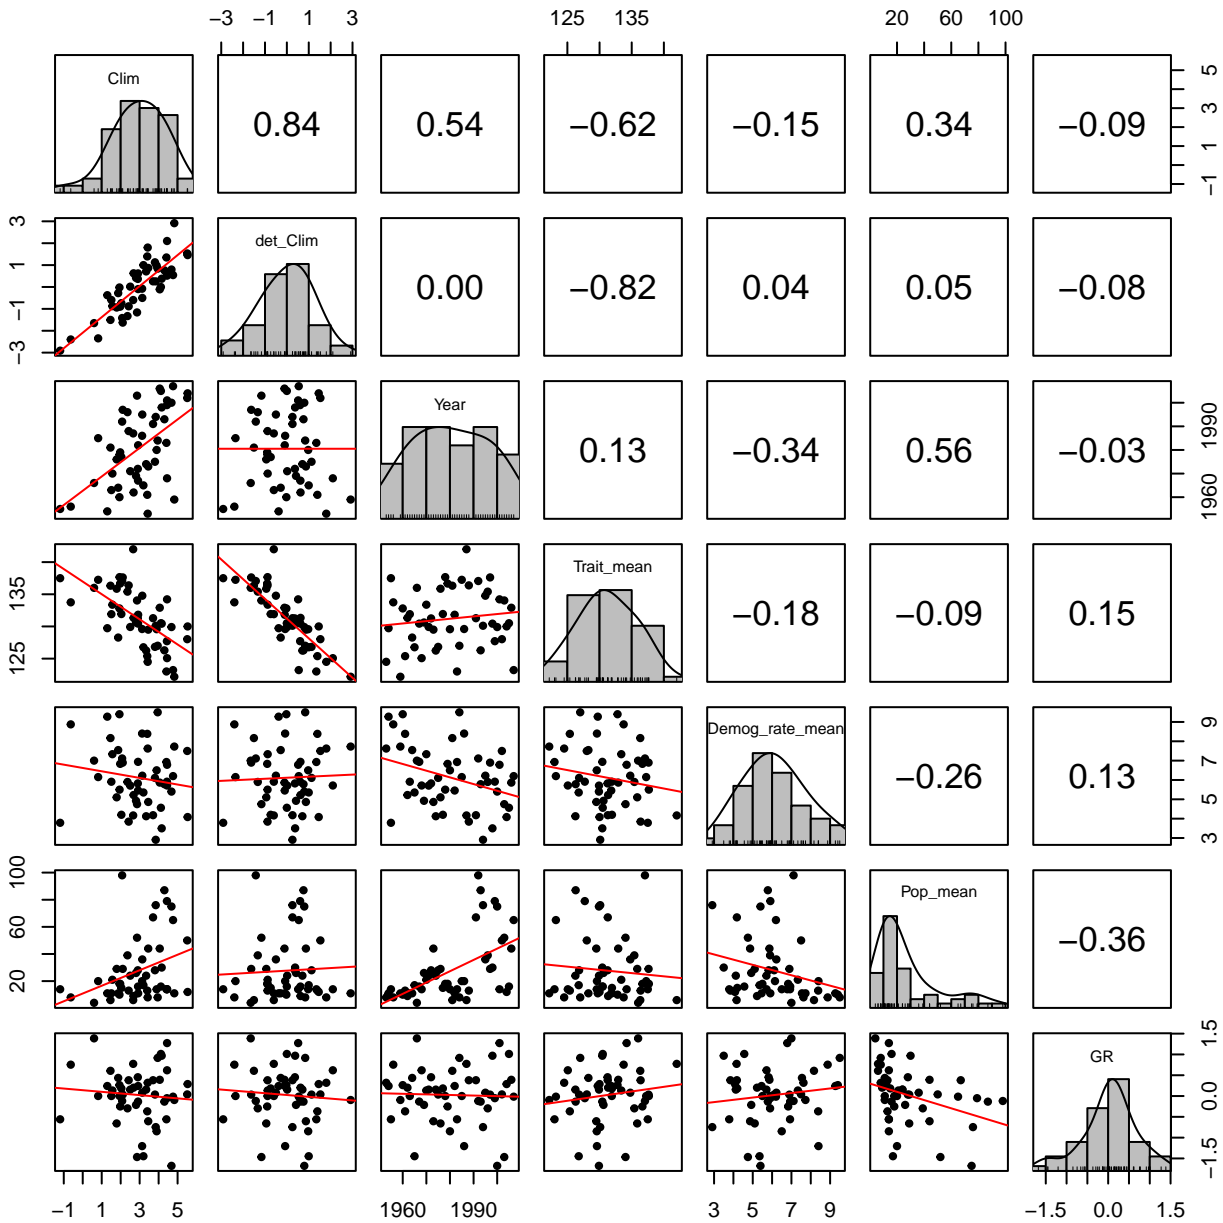 −3 −1 1 3 125 135 20 60 100
Clim 0.84 0.54 −0.62 −0.15 0.34 −0.09 −1 1 3 5
−3 −1 1 3 det_Clim 0.00 −0.82 0.04 0.05 −0.08
Year 0.13 −0.34 0.56 −0.03 1960 1990
125 135 Trait_mean −0.18 −0.09 0.15
Demog_rate_mean −0.26 0.13 3 5 7 9
20 60 100 Pop_mean −0.36
GR −1.5 0.0 1.5
−1 1 3 5 1960 1990 3 5 7 9 −1.5 0.0 1.5